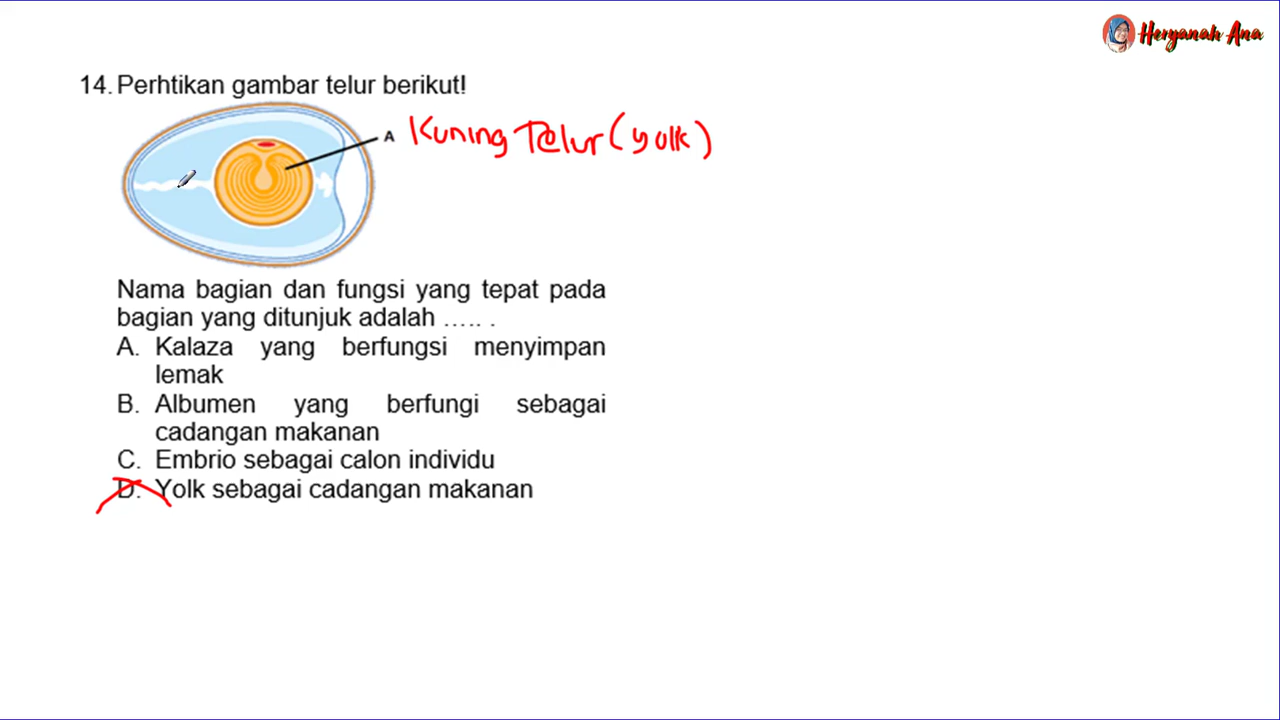 Heryanah Ana
14. Perhtikan gambar telur berikut!
A Kuning Telur (yolk)
Nama bagian dan fungsi yang tepat pada
bagian yang ditunjuk adalah ..... .
A. Kalaza yang berfungsi menyimpan
lemak
B. Albumen yang berfungi sebagai
cadangan makanan
C. Embrio sebagai calon individu
D. Yolk sebagai cadangan makanan